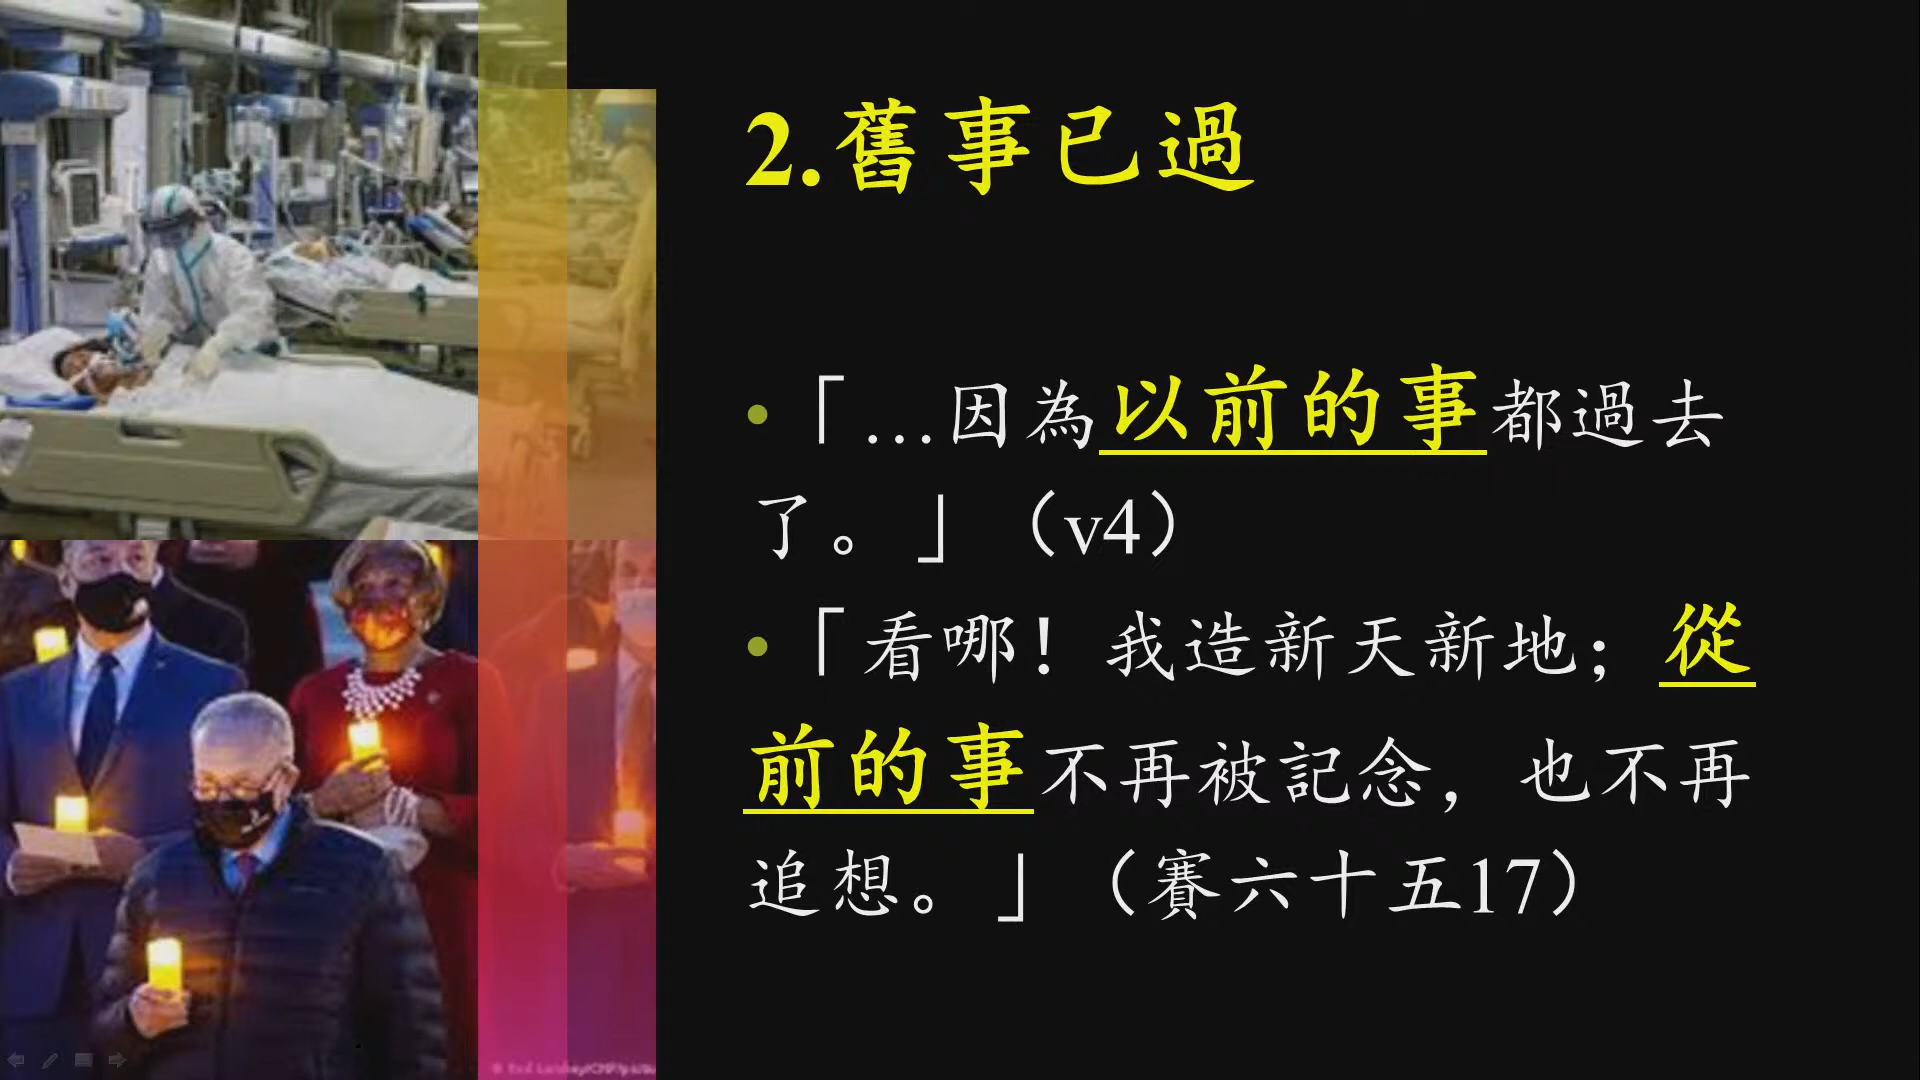 2.舊事已過
•「…因為以前的事都過去
了。」（v4）
•「看哪！我造新天新地；從
前的事不再被記念，也不再
追想。」（賽六十五17）